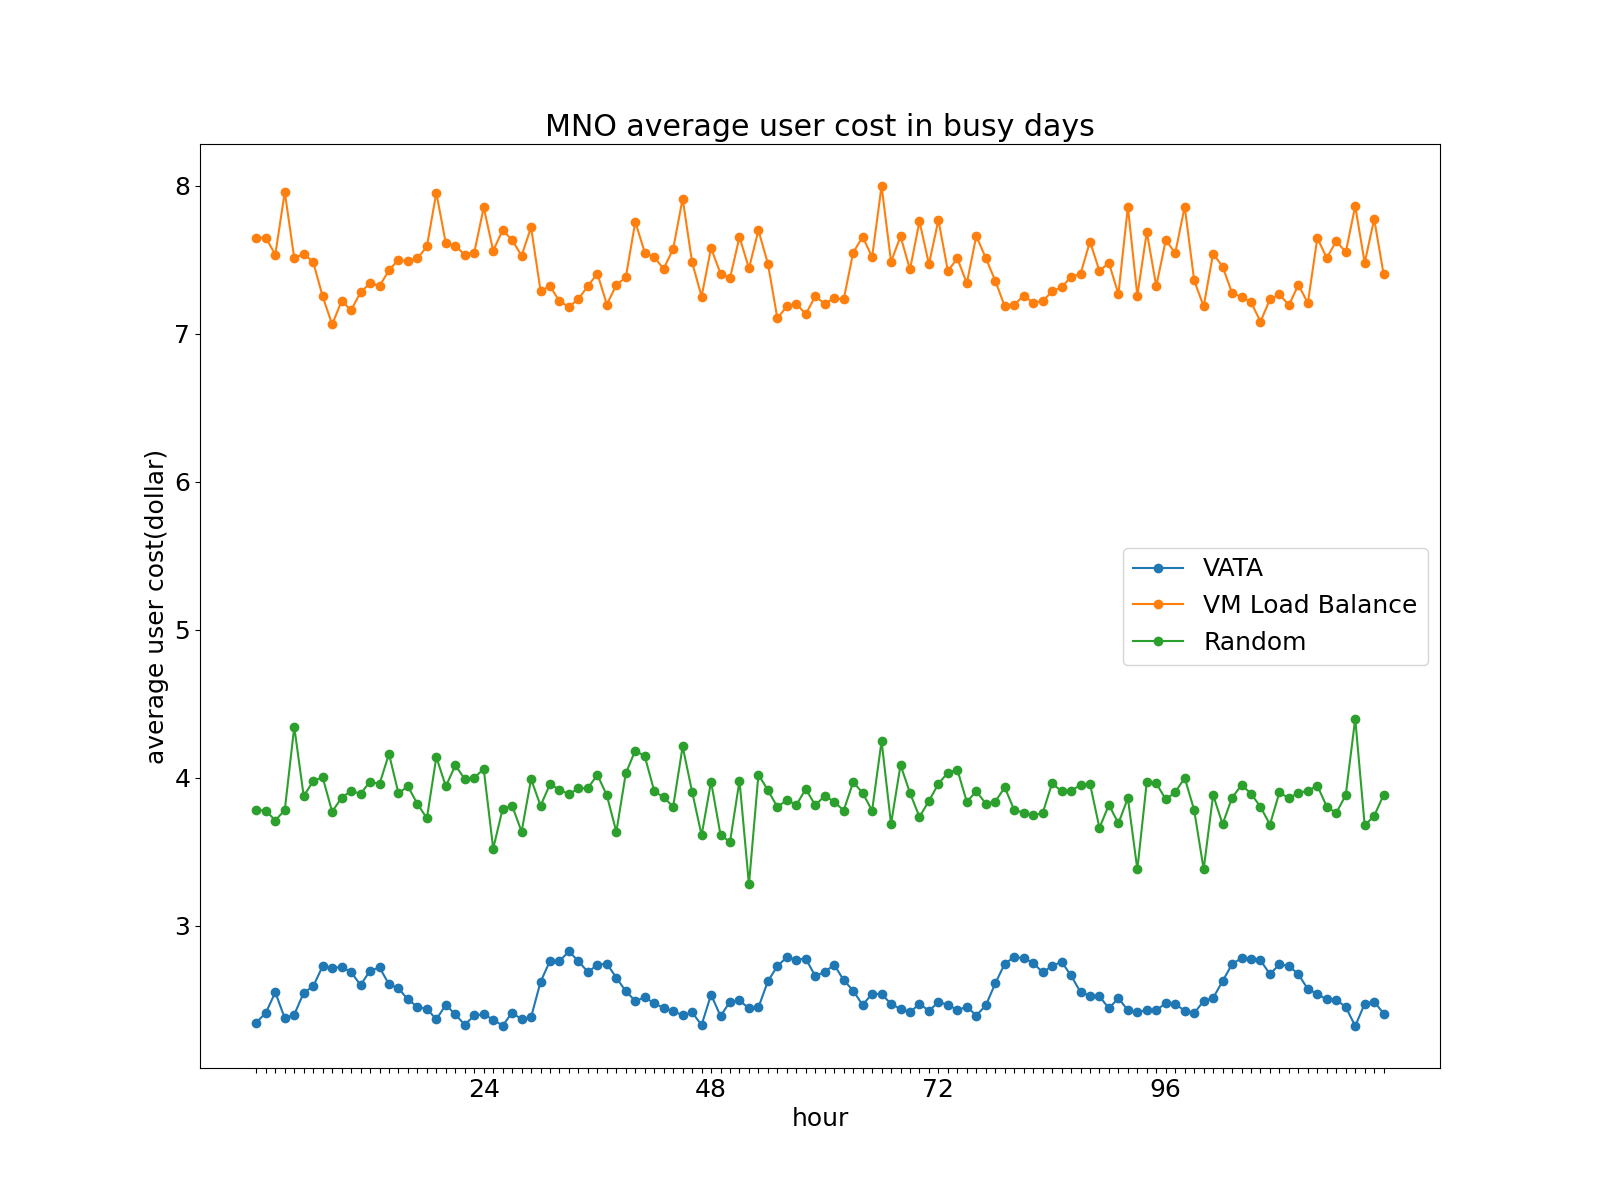 MNO average user cost in busy days
average user cost(dollar)
8
7
6
5
4
3
VATA
VM Load Balance
Random
24 48 72 96
hour